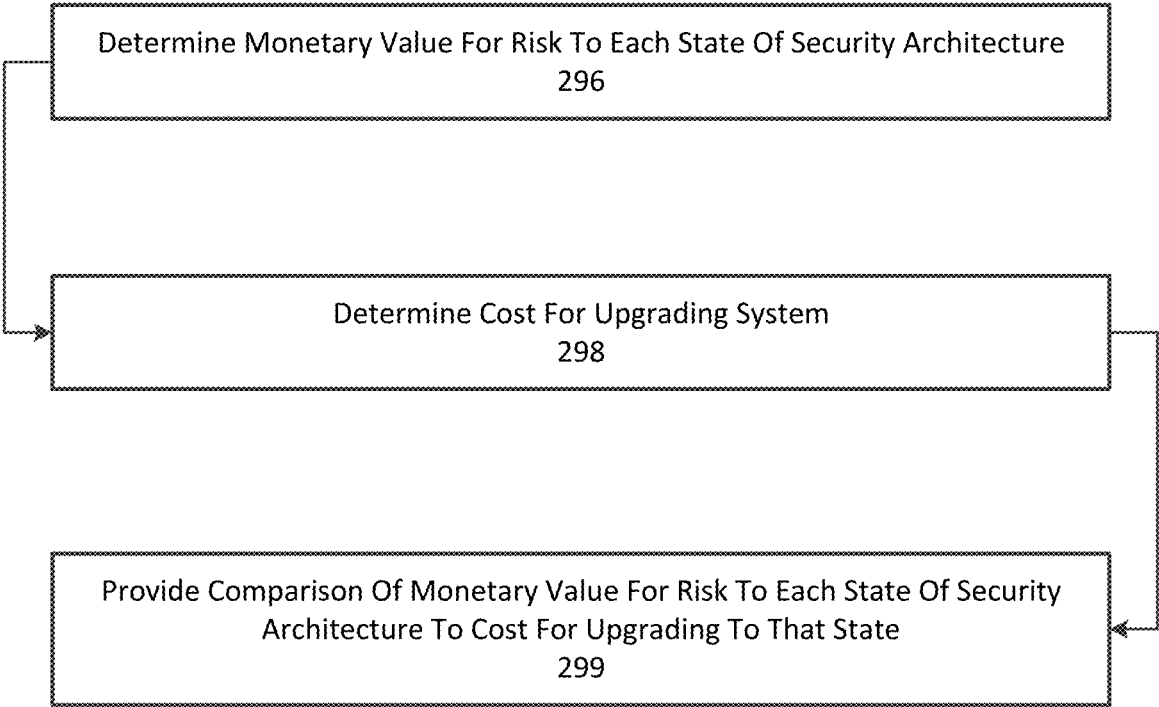 Determine Monetary Value For Risk To Each State Of Security Architecture
296
Determine Cost For Upgrading System
298
Provide Comparison Of Monetary Value For Risk To Each State Of Security
Architecture To Cost For Upgrading To That State
299